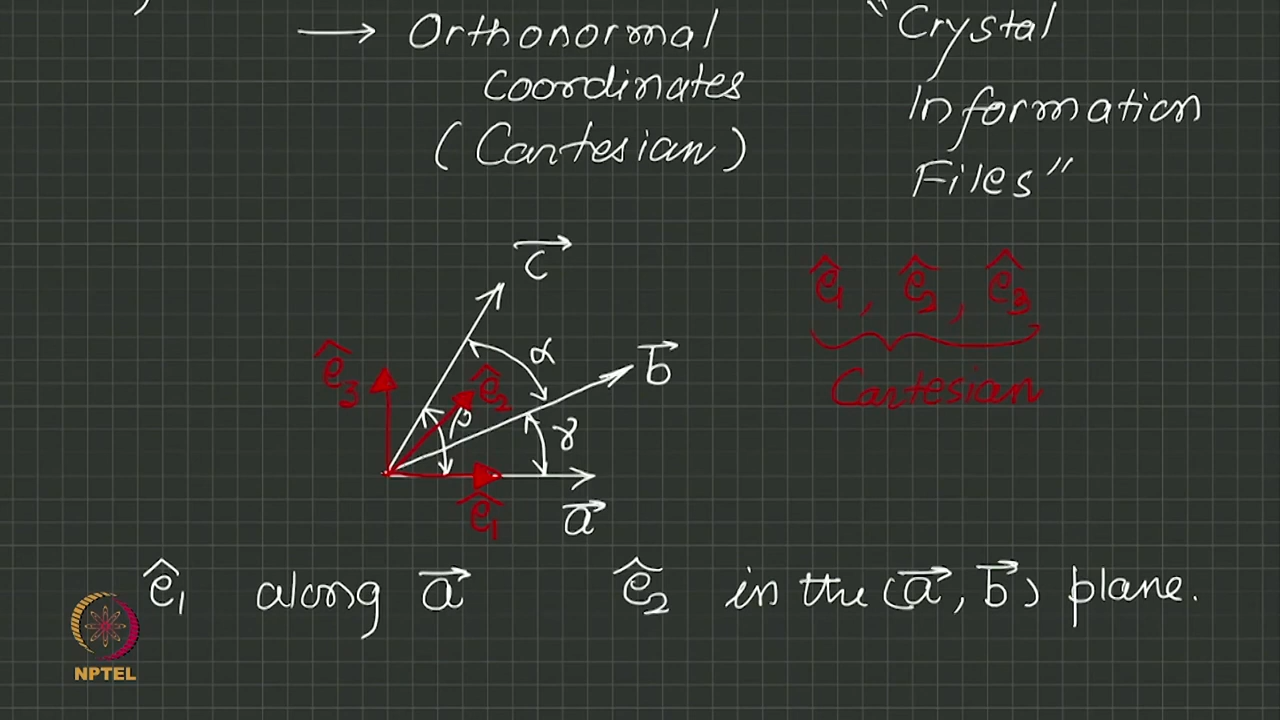 → Orthonormal
coordinates
(Cartesian)
"Crystal
Information
Files"
c⃗
α
b⃗
ê₃
ê₂
β
γ
ê₁
a⃗
ê₁, ê₂, ê₃
Cartesian
ê₁ along a⃗ ê₂ in the (a⃗, b⃗) plane.
NPTEL